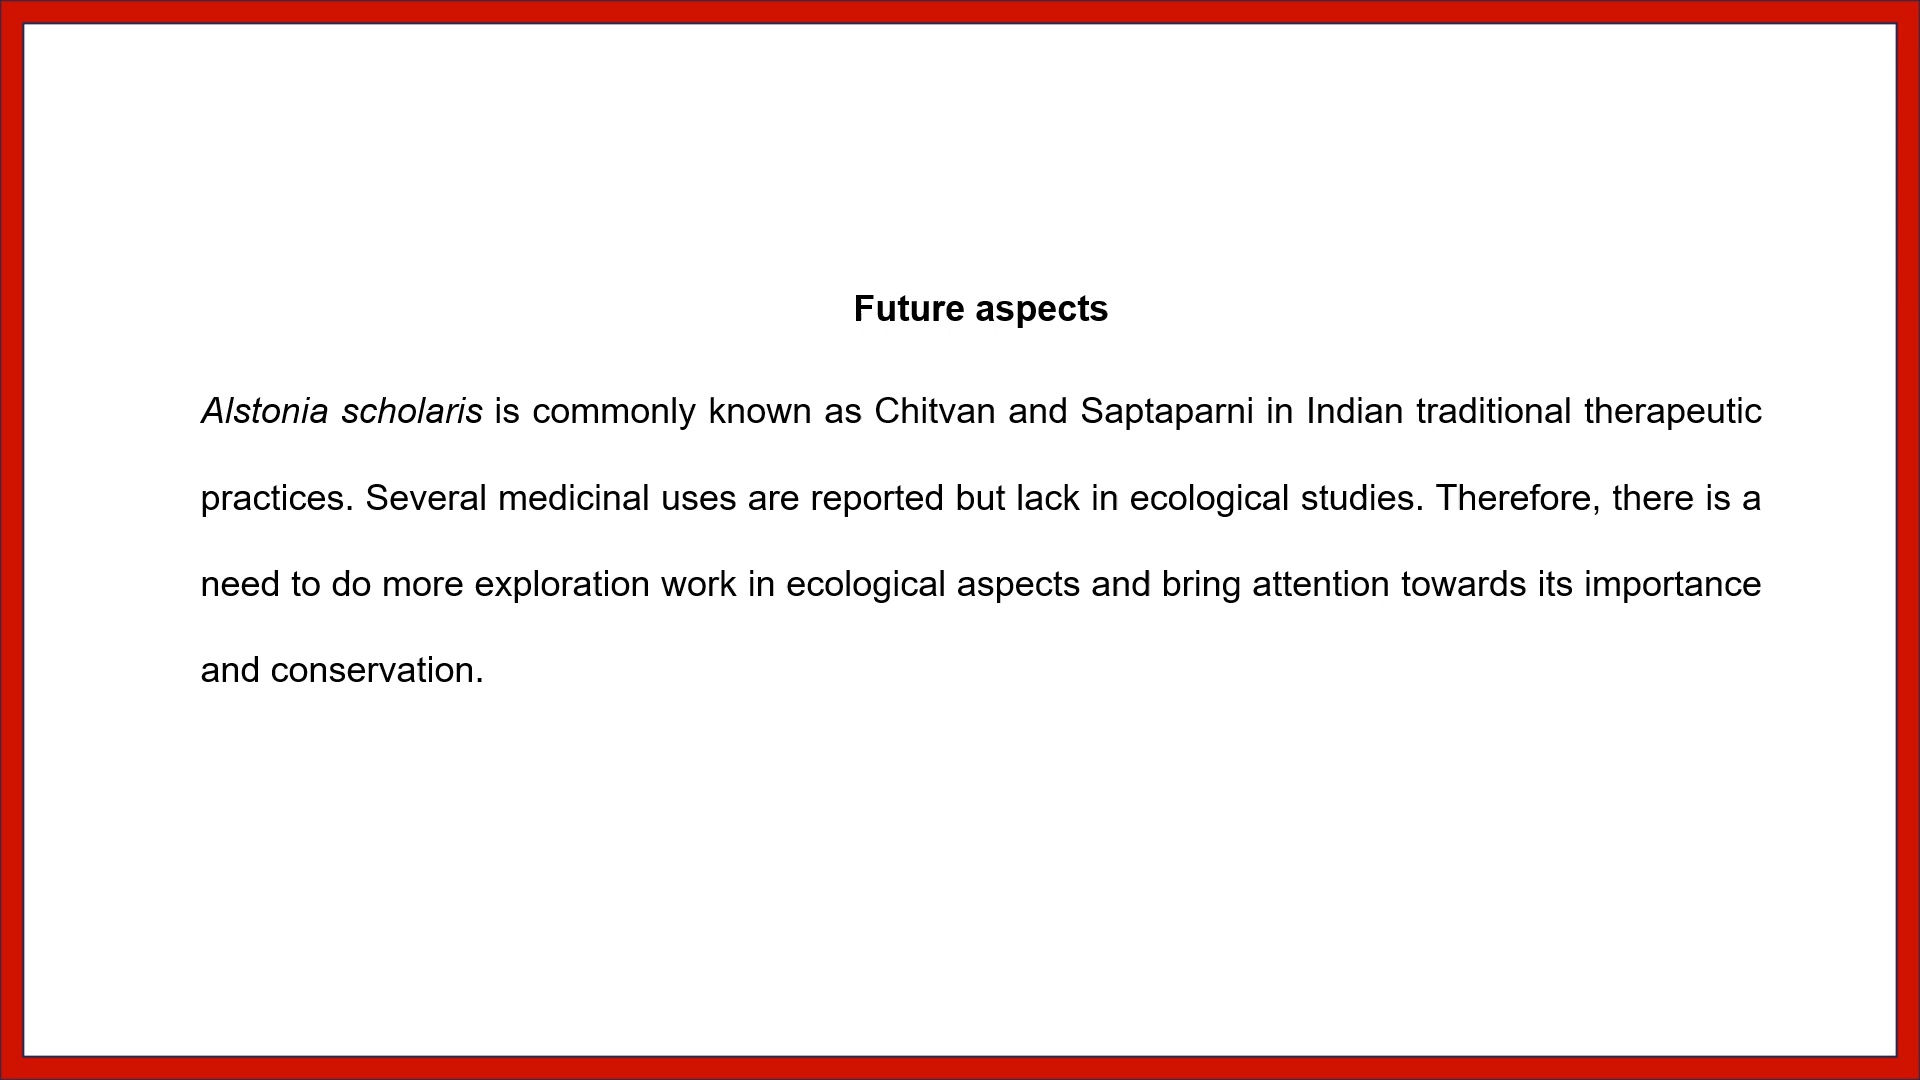 Future aspects
Alstonia scholaris is commonly known as Chitvan and Saptaparni in Indian traditional therapeutic
practices. Several medicinal uses are reported but lack in ecological studies. Therefore, there is a
need to do more exploration work in ecological aspects and bring attention towards its importance
and conservation.